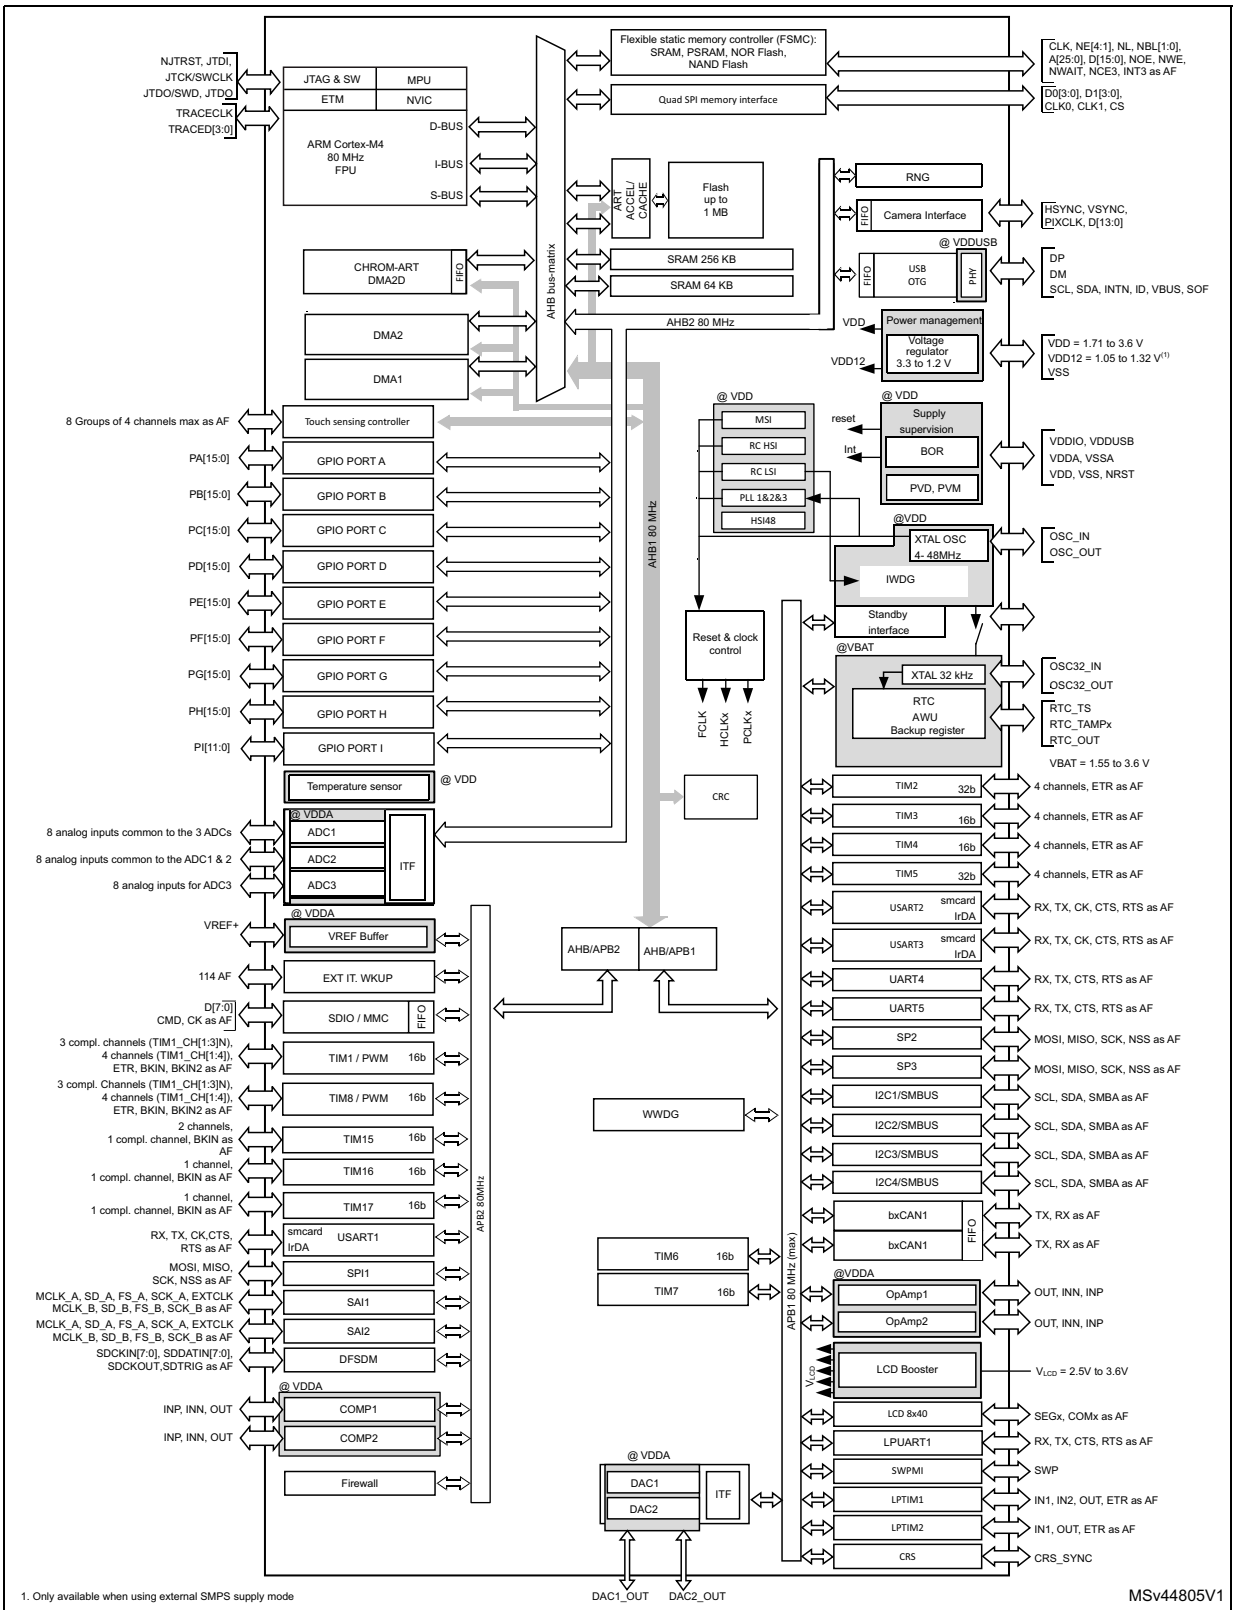 Flexible static memory controller (FSMC):
SRAM, PSRAM, NOR Flash,
NAND Flash
CLK, NE[4:1], NL, NBL[1:0],
A[25:0], D[15:0], NOE, NWE,
NWAIT, NCE3, INT3 as AF
NJTRST, JTDI,
JTCK/SWCLK
JTDO/SWD, JTDO
TRACECLK
TRACED[3:0]
JTAG & SW
MPU
ETM
NVIC
ARM Cortex-M4
80 MHz
FPU
D-BUS
I-BUS
S-BUS
Quad SPI memory interface
D0[3:0], D1[3:0],
CLK0, CLK1, CS
AHB bus-matrix
ART
ACCEL/
CACHE
Flash
up to
1 MB
RNG
FIFO
Camera Interface
HSYNC, VSYNC,
PIXCLK, D[13:0]
@ VDDUSB
FIFO
USB
OTG
PHY
DP
DM
SCL, SDA, INTN, ID, VBUS, SOF
CHROM-ART
DMA2D
FIFO
SRAM 256 KB
SRAM 64 KB
AHB2 80 MHz
DMA2
DMA1
VDD
Power management
Voltage
regulator
3.3 to 1.2 V
VDD12
VDD = 1.71 to 3.6 V
VDD12 = 1.05 to 1.32 V(1)
VSS
8 Groups of 4 channels max as AF
Touch sensing controller
@ VDD
MSI
RC HSI
RC LSI
PLL 1&2&3
HSI48
@ VDD
reset
Int
Supply
supervision
BOR
PVD, PVM
VDDIO, VDDUSB
VDDA, VSSA
VDD, VSS, NRST
PA[15:0]
GPIO PORT A
PB[15:0]
GPIO PORT B
PC[15:0]
GPIO PORT C
PD[15:0]
GPIO PORT D
PE[15:0]
GPIO PORT E
PF[15:0]
GPIO PORT F
PG[15:0]
GPIO PORT G
PH[15:0]
GPIO PORT H
PI[11:0]
GPIO PORT I
AHB1 80 MHz
@VDD
XTAL OSC
4- 48MHz
IWDG
OSC_IN
OSC_OUT
Standby
interface
Reset & clock
control
FCLK
HCLKx
PCLKx
@VBAT
XTAL 32 kHz
RTC
AWU
Backup register
OSC32_IN
OSC32_OUT
RTC_TS
RTC_TAMPx
RTC_OUT
VBAT = 1.55 to 3.6 V
Temperature sensor
@ VDD
CRC
@ VDDA
ADC1
ADC2
ADC3
ITF
8 analog inputs common to the 3 ADCs
8 analog inputs common to the ADC1 & 2
8 analog inputs for ADC3
VREF+
@ VDDA
VREF Buffer
AHB/APB2
AHB/APB1
114 AF
EXT IT. WKUP
D[7:0]
CMD, CK as AF
SDIO / MMC
FIFO
3 compl. channels (TIM1_CH[1:3]N),
4 channels (TIM1_CH[1:4]),
ETR, BKIN, BKIN2 as AF
TIM1 / PWM
16b
3 compl. Channels (TIM1_CH[1:3]N),
4 channels (TIM1_CH[1:4]),
ETR, BKIN, BKIN2 as AF
TIM8 / PWM
16b
2 channels,
1 compl. channel, BKIN as
AF
TIM15
16b
1 channel,
1 compl. channel, BKIN as AF
TIM16
16b
1 channel,
1 compl. channel, BKIN as AF
TIM17
16b
RX, TX, CK,CTS,
RTS as AF
smcard
IrDA
USART1
MOSI, MISO,
SCK, NSS as AF
SPI1
MCLK_A, SD_A, FS_A, SCK_A, EXTCLK
MCLK_B, SD_B, FS_B, SCK_B as AF
SAI1
MCLK_A, SD_A, FS_A, SCK_A, EXTCLK
MCLK_B, SD_B, FS_B, SCK_B as AF
SAI2
SDCKIN[7:0], SDDATIN[7:0],
SDCKOUT,SDTRIG as AF
DFSDM
@ VDDA
INP, INN, OUT
COMP1
INP, INN, OUT
COMP2
Firewall
APB2 80MHz
WWDG
TIM6
16b
TIM7
16b
@ VDDA
DAC1
DAC2
ITF
DAC1_OUT
DAC2_OUT
APB1 80 MHz (max)
TIM2
32b
4 channels, ETR as AF
TIM3
16b
4 channels, ETR as AF
TIM4
16b
4 channels, ETR as AF
TIM5
32b
4 channels, ETR as AF
USART2
smcard
IrDA
RX, TX, CK, CTS, RTS as AF
USART3
smcard
IrDA
RX, TX, CK, CTS, RTS as AF
UART4
RX, TX, CTS, RTS as AF
UART5
RX, TX, CTS, RTS as AF
SP2
MOSI, MISO, SCK, NSS as AF
SP3
MOSI, MISO, SCK, NSS as AF
I2C1/SMBUS
SCL, SDA, SMBA as AF
I2C2/SMBUS
SCL, SDA, SMBA as AF
I2C3/SMBUS
SCL, SDA, SMBA as AF
I2C4/SMBUS
SCL, SDA, SMBA as AF
bxCAN1
TX, RX as AF
bxCAN1
TX, RX as AF
FIFO
@VDDA
OpAmp1
OUT, INN, INP
OpAmp2
OUT, INN, INP
VLCD
LCD Booster
VLCD = 2.5V to 3.6V
LCD 8x40
SEGx, COMx as AF
LPUART1
RX, TX, CTS, RTS as AF
SWPMI
SWP
LPTIM1
IN1, IN2, OUT, ETR as AF
LPTIM2
IN1, OUT, ETR as AF
CRS
CRS_SYNC
1. Only available when using external SMPS supply mode
MSv44805V1